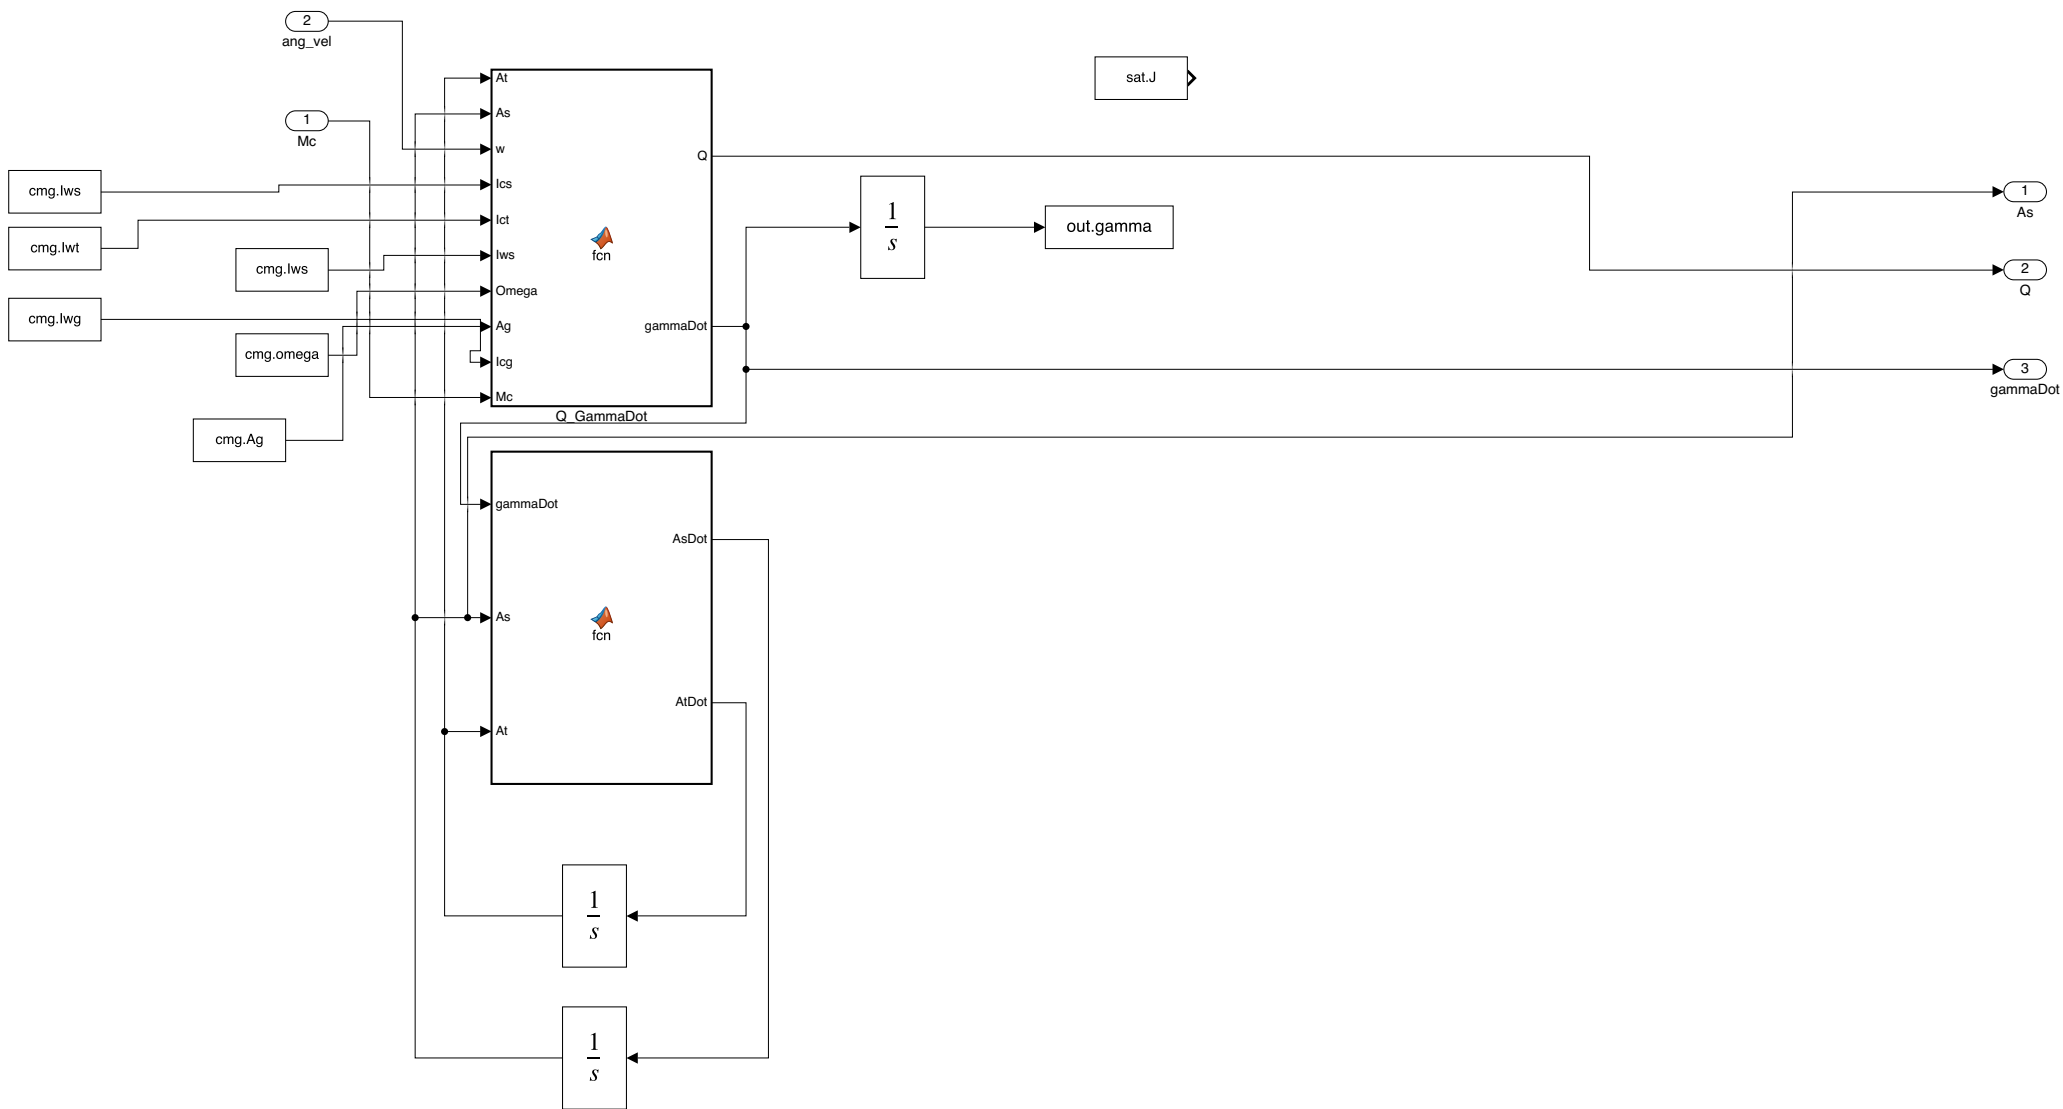 2
ang_vel
1
Mc
cmg.Iws
cmg.Iwt
cmg.Iws
cmg.Iwg
cmg.omega
cmg.Ag
At
As
w
Ics
Ict
Iws
Omega
Ag
Icg
Mc
fcn
Q
gammaDot
Q_GammaDot
sat.J
1
s
out.gamma
1
As
2
Q
3
gammaDot
gammaDot
As
At
fcn
AsDot
AtDot
1
s
1
s